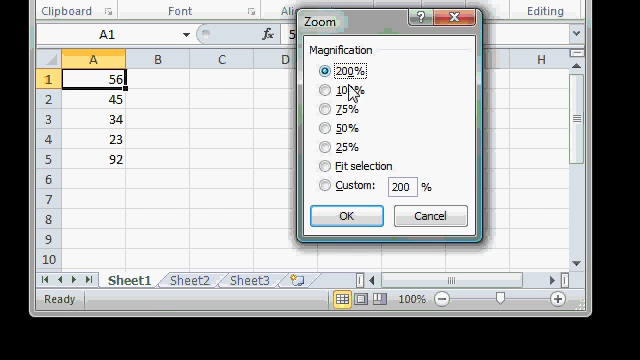 Clipboard Font Ali Editing
Zoom
A1 fx 5
Magnification
A B C D H
200%
100%
75%
50%
25%
Fit selection
Custom: 200 %
OK Cancel
1 56
2 45
3 34
4 23
5 92
6
7
8
9
10
Sheet1 Sheet2 Sheet3
Ready 100%